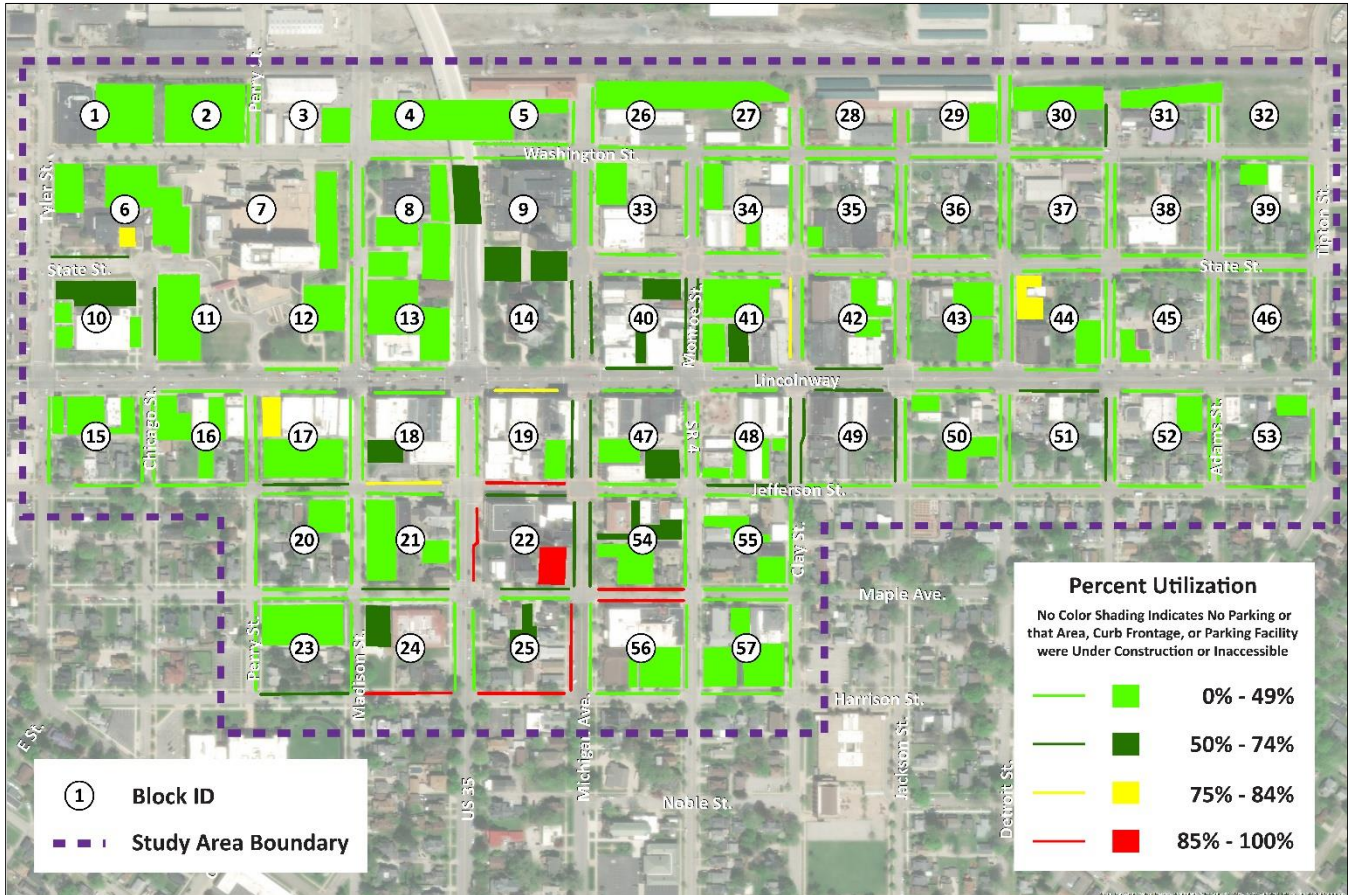 1
2
Perry St.
3
4
5
26
27
28
29
30
31
32
Washington St
Tyler St.
6
7
8
9
33
34
35
36
37
38
39
Tipton St.
State St.
State St.
10
11
12
13
14
40
Monroe St.
41
42
43
44
45
46
Lincolnway
15
Chicago St.
16
17
18
19
47
SR 4
48
49
50
51
52
Adams St.
53
Jefferson St.
20
21
22
54
55
Clay St.
Maple Ave.
Perry St.
23
Madison St.
24
25
56
57
Michigan Ave.
Harrison St.
E St.
US 35
Noble St.
Jackson St.
Detroit St.
1 Block ID
Study Area Boundary
Percent Utilization
No Color Shading Indicates No Parking or
that Area, Curb Frontage, or Parking Facility
were Under Construction or Inaccessible
0% - 49%
50% - 74%
75% - 84%
85% - 100%